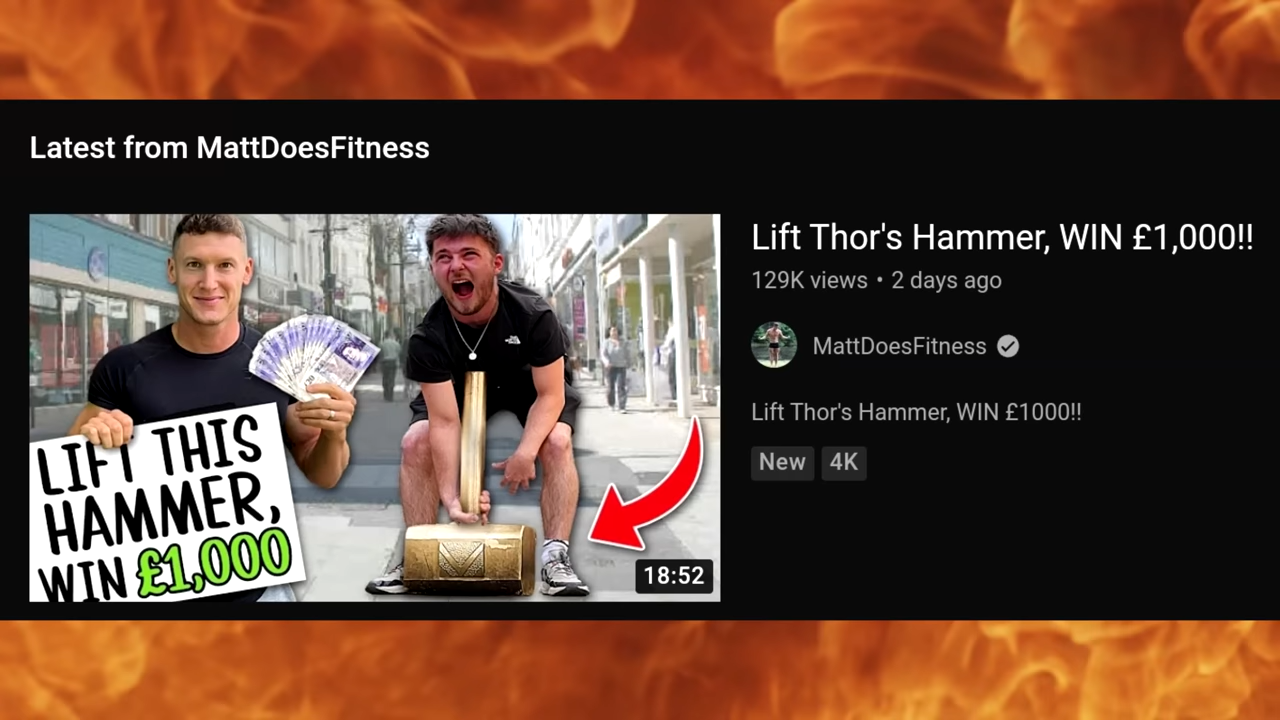 Latest from MattDoesFitness
LIFT THIS
HAMMER,
WIN £1,000
18:52
Lift Thor's Hammer, WIN £1,000!!
129K views • 2 days ago
MattDoesFitness
Lift Thor's Hammer, WIN £1000!!
New 4K